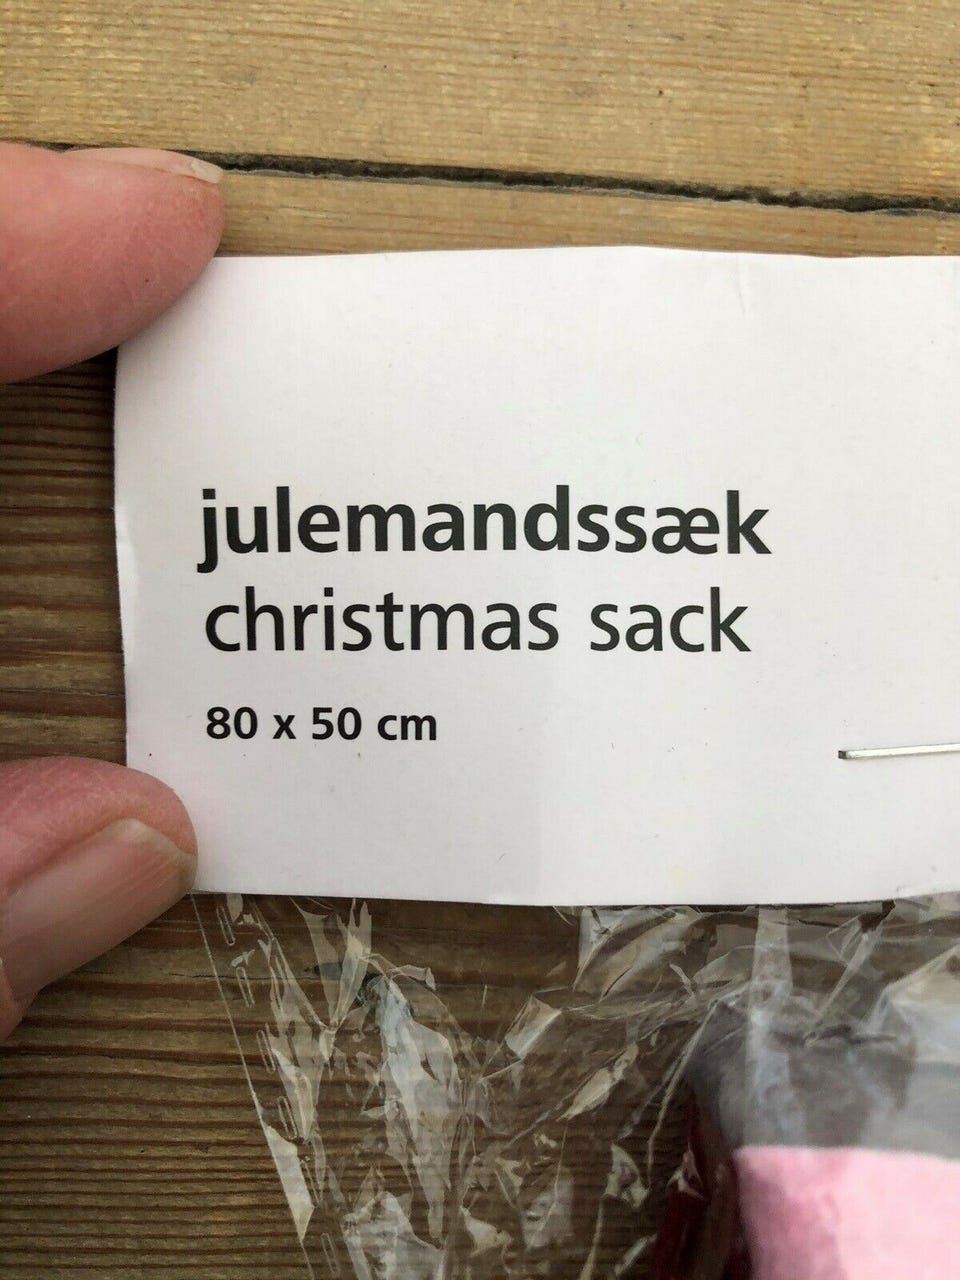 julemandssæk
christmas sack
80 x 50 cm